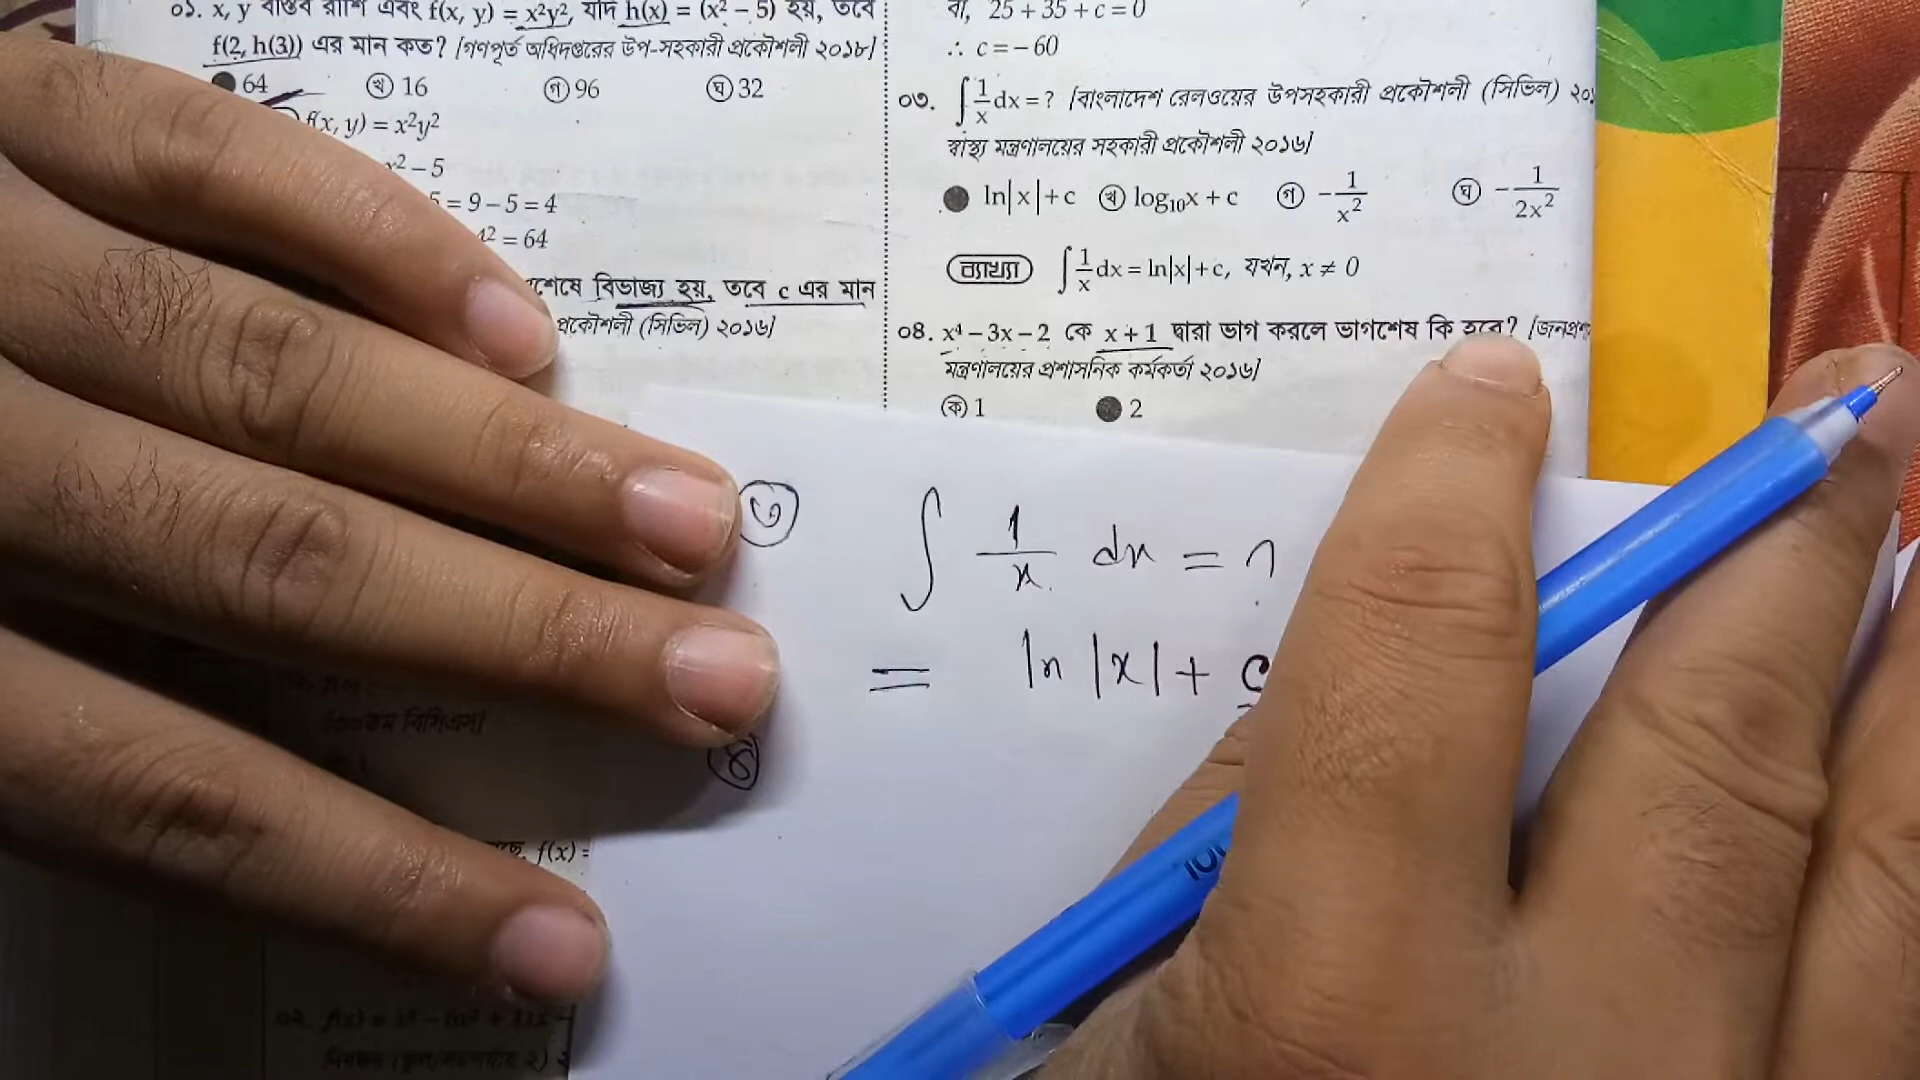 ০১. x, y বাস্তব রাশি এবং f(x, y) = x²y², যদি h(x) = (x² – 5) হয়, তবে
f(2, h(3)) এর মান কত? [গণপূর্ত অধিদপ্তরের উপ-সহকারী প্রকৌশলী ২০১৮]
64 খ 16 গ 96 ঘ 32
f(x, y) = x²y²
x² – 5
5 = 9 – 5 = 4
4² = 64
শেষে বিভাজ্য হয়, তবে c এর মান
প্রকৌশলী (সিভিল) ২০১৬]
বা, 25 + 35 + c = 0
∴ c = – 60
০৩. ∫ 1/x dx = ? [বাংলাদেশ রেলওয়ের উপসহকারী প্রকৌশলী (সিভিল)
স্বাস্থ্য মন্ত্রণালয়ের সহকারী প্রকৌশলী ২০১৬]
ln|x| + c খ log₁₀x + c গ – 1/x² ঘ – 1/2x²
ব্যাখ্যা ∫ 1/x dx = ln|x| + c, যখন, x ≠ 0
০৪. x⁴ – 3x – 2 কে x + 1 দ্বারা ভাগ করলে ভাগশেষ কি হবে?
মন্ত্রণালয়ের প্রশাসনিক কর্মকর্তা ২০১৬]
ক 1 2
৩ ∫ 1/x dx = ?
= ln |x| + c
৪
f(x) =